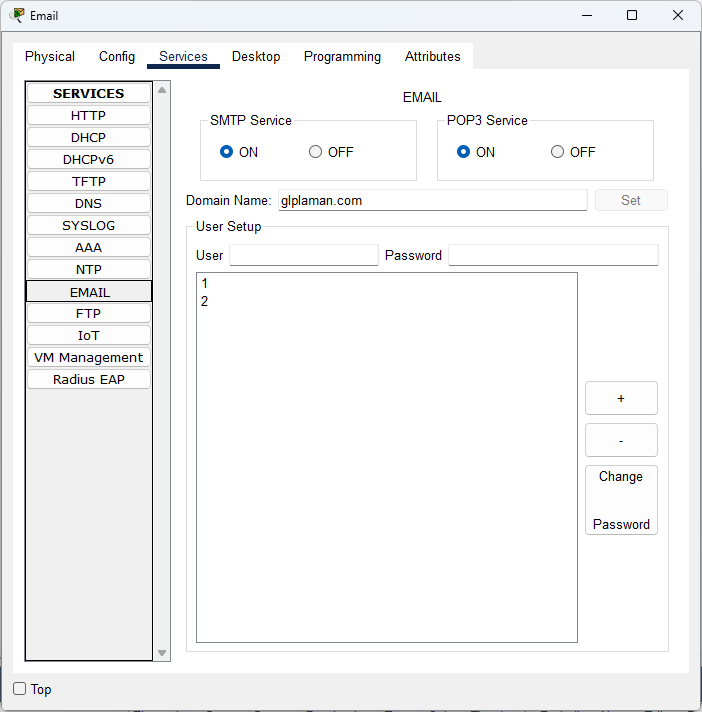 Email
Physical Config Services Desktop Programming Attributes
SERVICES
HTTP
DHCP
DHCPv6
TFTP
DNS
SYSLOG
AAA
NTP
EMAIL
FTP
IoT
VM Management
Radius EAP
EMAIL
SMTP Service
ON OFF
POP3 Service
ON OFF
Domain Name: glplaman.com Set
User Setup
User Password
1
2
+
-
Change
Password
Top